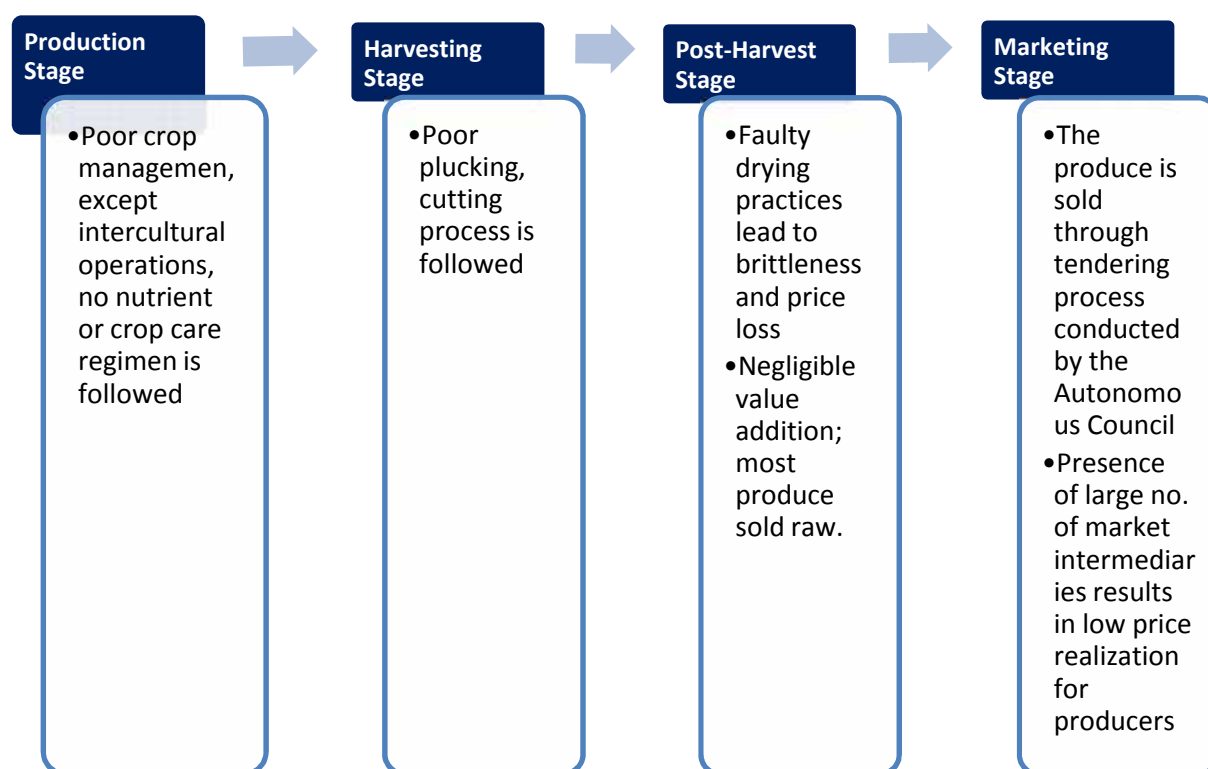 Production
Stage
•Poor crop
managemen,
except
intercultural
operations,
no nutrient
or crop care
regimen is
followed
Harvesting
Stage
•Poor
plucking,
cutting
process is
followed
Post-Harvest
Stage
•Faulty
drying
practices
lead to
brittleness
and price
loss
•Negligible
value
addition;
most
produce
sold raw.
Marketing
Stage
•The
produce is
sold
through
tendering
process
conducted
by the
Autonomo
us Council
•Presence
of large no.
of market
intermediar
ies results
in low price
realization
for
producers